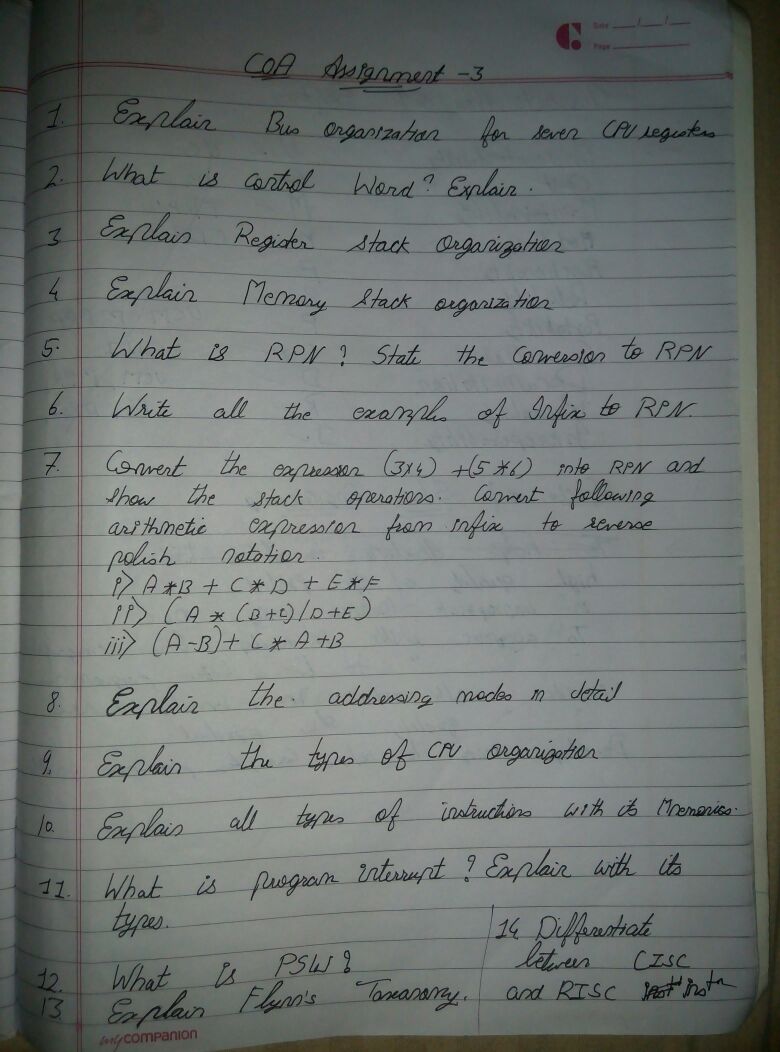 Date ___/___/___
Page
COA Assignment -3
1. Explain Bus organization for seven CPU registers
2. What is control Word? Explain.
3 Explain Register stack organization
4 Explain Memory Stack organization
5. What is RPN? State the conversion to RPN
6. Write all the examples of Infix to RPN.
7. Convert the expression (3*4) +(5*6) into RPN and
show the stack operations. Convert following
arithmetic expression from infix to reverse
polish notation.
i> A*B + C*D + E*F
ii> (A * (B+C)/D+E)
iii> (A-B)+ C* A+B
8. Explain the addressing modes in detail
9. Explain the types of CPU organization
10. Explain all types of instructions with its Mnemonics.
11. What is program interrupt? Explain with its
types.
12. What is PSW?
13 Explain Flynn's Taxanomy.
14 Differentiate
between CISC
and RISC instn
mycompanion